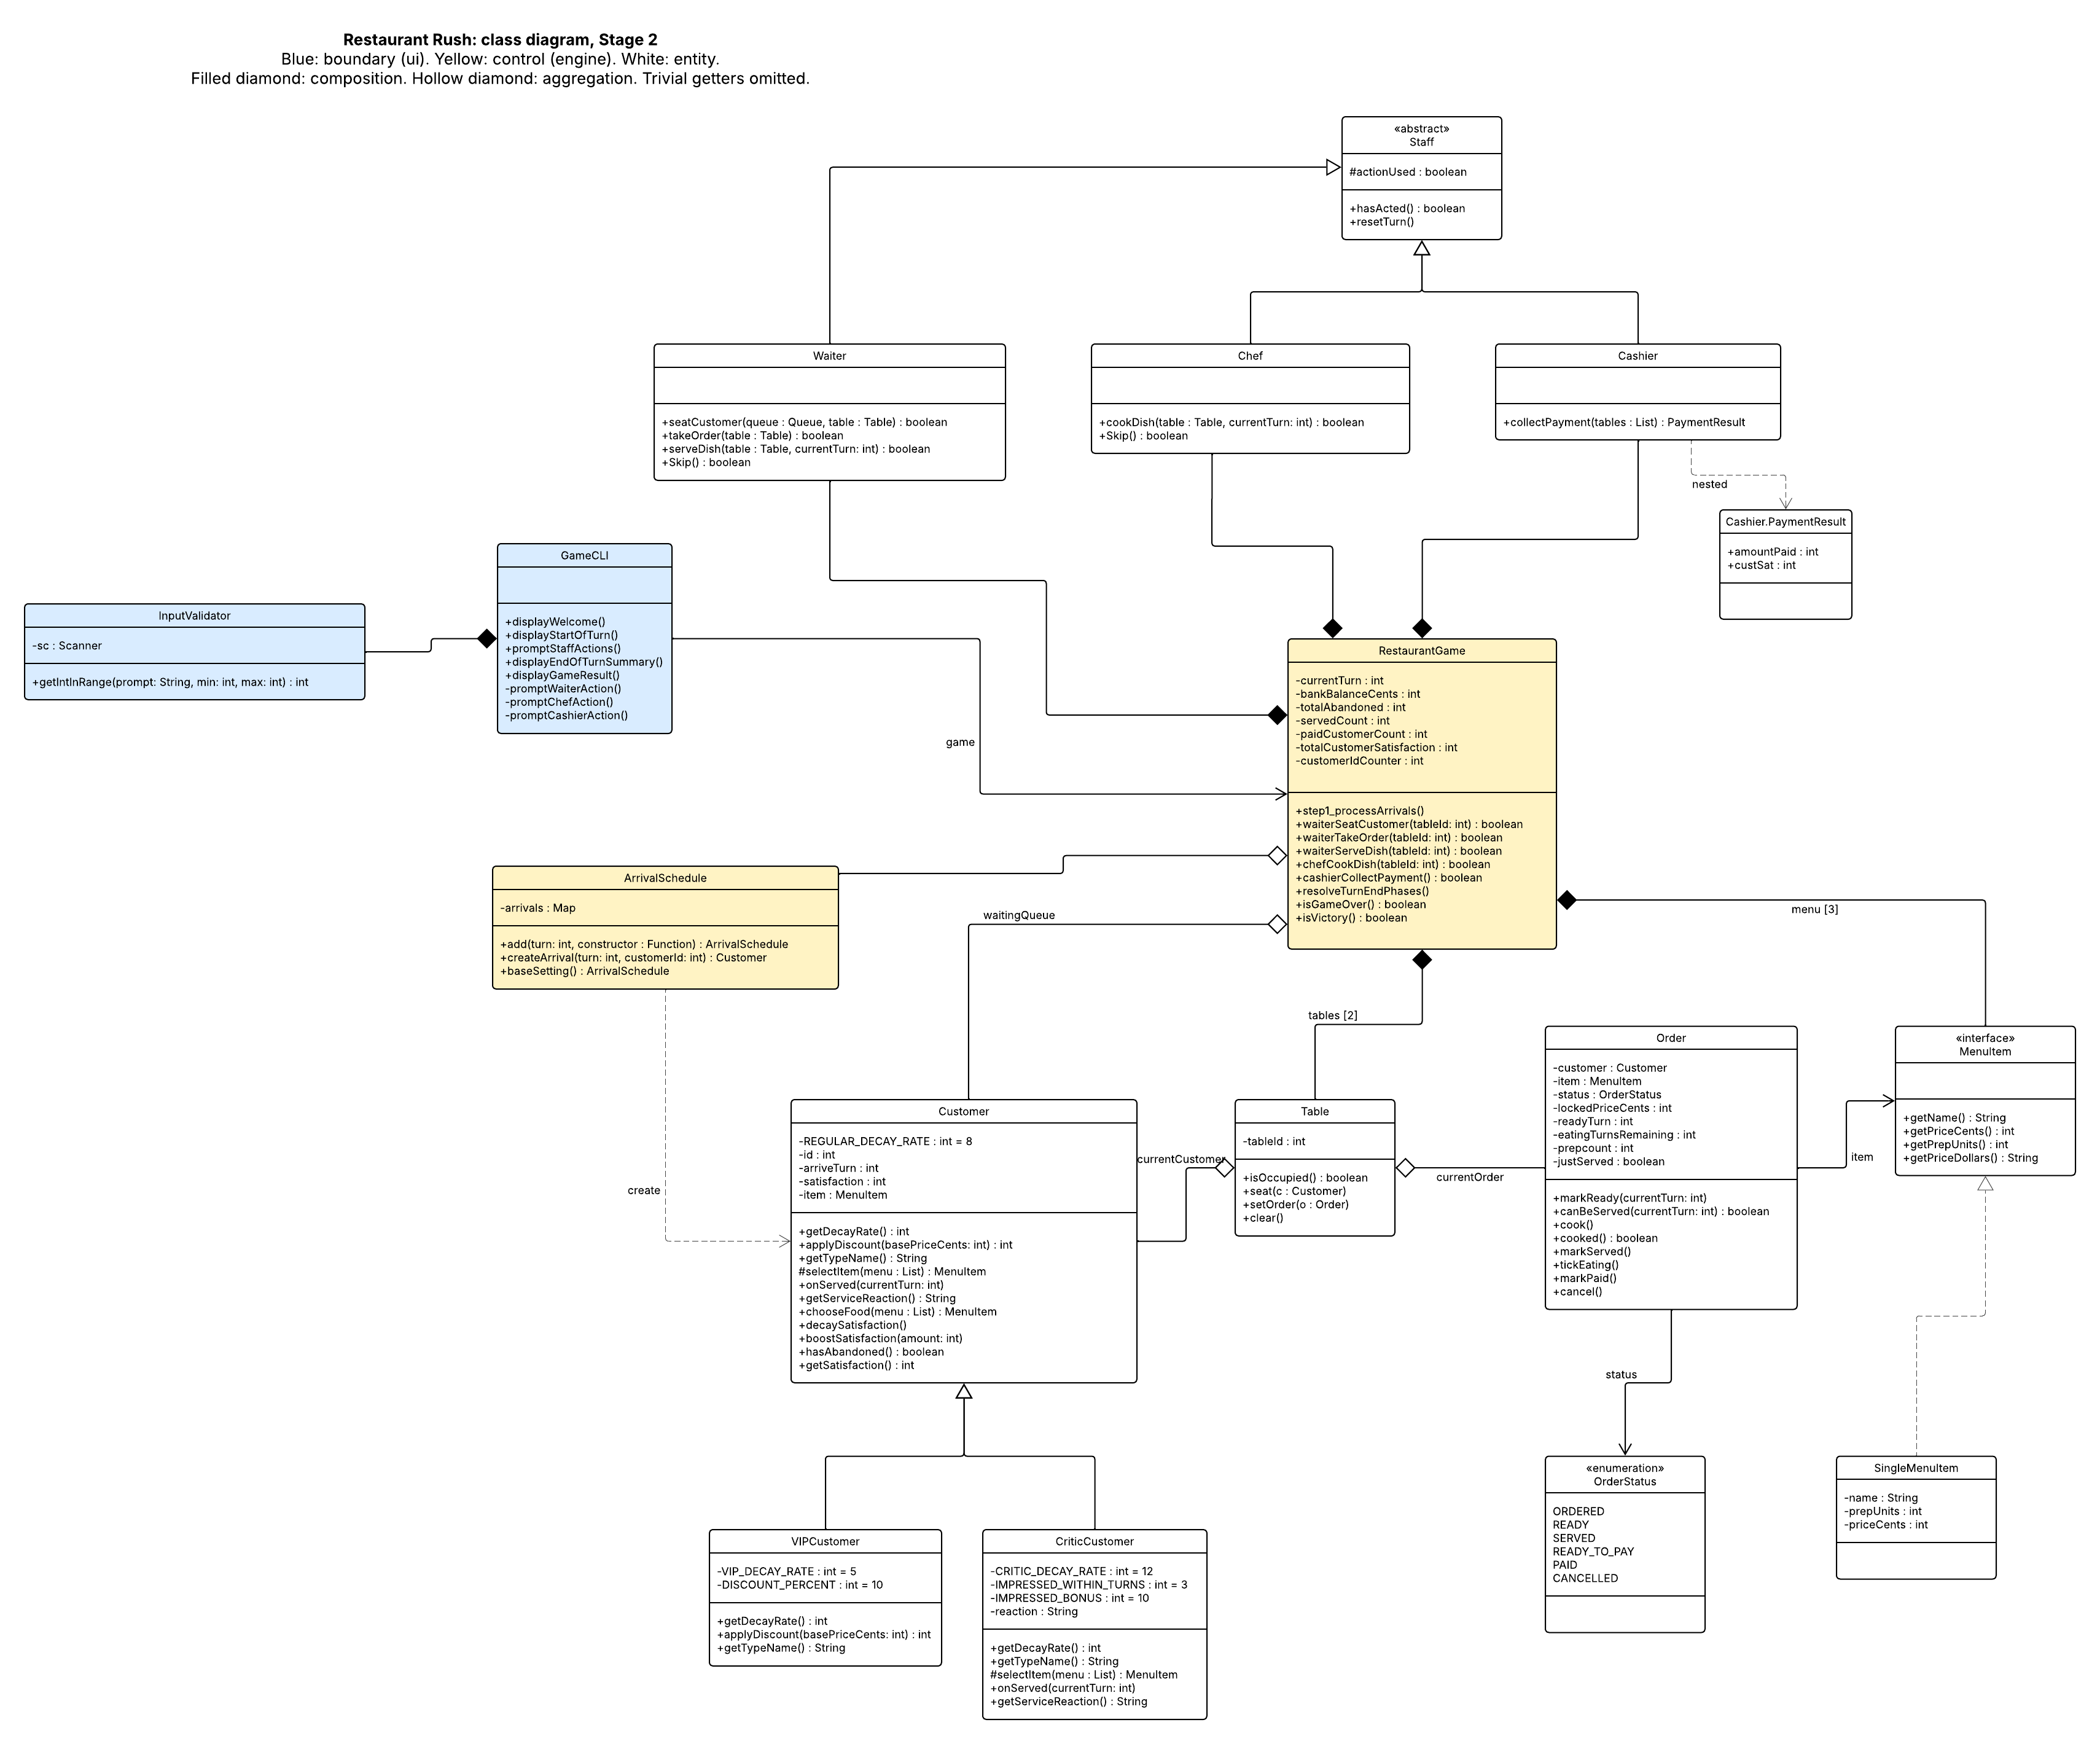 Restaurant Rush: class diagram, Stage 2
Blue: boundary (ui). Yellow: control (engine). White: entity.
Filled diamond: composition. Hollow diamond: aggregation. Trivial getters omitted.
«abstract»
Staff
#actionUsed : boolean
+hasActed() : boolean
+resetTurn()
Waiter
+seatCustomer(queue : Queue, table : Table) : boolean
+takeOrder(table : Table) : boolean
+serveDish(table : Table, currentTurn: int) : boolean
+Skip() : boolean
Chef
+cookDish(table : Table, currentTurn: int) : boolean
+Skip() : boolean
Cashier
+collectPayment(tables : List) : PaymentResult
nested
Cashier.PaymentResult
+amountPaid : int
+custSat : int
GameCLI
+displayWelcome()
+displayStartOfTurn()
+promptStaffActions()
+displayEndOfTurnSummary()
+displayGameResult()
-promptWaiterAction()
-promptChefAction()
-promptCashierAction()
InputValidator
-sc : Scanner
+getIntInRange(prompt: String, min: int, max: int) : int
game
RestaurantGame
-currentTurn : int
-bankBalanceCents : int
-totalAbandoned : int
-servedCount : int
-paidCustomerCount : int
-totalCustomerSatisfaction : int
-customerIdCounter : int
+step1_processArrivals()
+waiterSeatCustomer(tableId: int) : boolean
+waiterTakeOrder(tableId: int) : boolean
+waiterServeDish(tableId: int) : boolean
+chefCookDish(tableId: int) : boolean
+cashierCollectPayment() : boolean
+resolveTurnEndPhases()
+isGameOver() : boolean
+isVictory() : boolean
ArrivalSchedule
-arrivals : Map
+add(turn: int, constructor : Function) : ArrivalSchedule
+createArrival(turn: int, customerId: int) : Customer
+baseSetting() : ArrivalSchedule
waitingQueue
menu [3]
tables [2]
create
Customer
-REGULAR_DECAY_RATE : int = 8
-id : int
-arriveTurn : int
-satisfaction : int
-item : MenuItem
+getDecayRate() : int
+applyDiscount(basePriceCents: int) : int
+getTypeName() : String
#selectItem(menu : List) : MenuItem
+onServed(currentTurn: int)
+getServiceReaction() : String
+chooseFood(menu : List) : MenuItem
+decaySatisfaction()
+boostSatisfaction(amount: int)
+hasAbandoned() : boolean
+getSatisfaction() : int
currentCustomer
Table
-tableId : int
+isOccupied() : boolean
+seat(c : Customer)
+setOrder(o : Order)
+clear()
currentOrder
Order
-customer : Customer
-item : MenuItem
-status : OrderStatus
-lockedPriceCents : int
-readyTurn : int
-eatingTurnsRemaining : int
-prepcount : int
-justServed : boolean
+markReady(currentTurn: int)
+canBeServed(currentTurn: int) : boolean
+cook()
+cooked() : boolean
+markServed()
+tickEating()
+markPaid()
+cancel()
item
«interface»
MenuItem
+getName() : String
+getPriceCents() : int
+getPrepUnits() : int
+getPriceDollars() : String
status
«enumeration»
OrderStatus
ORDERED
READY
SERVED
READY_TO_PAY
PAID
CANCELLED
SingleMenuItem
-name : String
-prepUnits : int
-priceCents : int
VIPCustomer
-VIP_DECAY_RATE : int = 5
-DISCOUNT_PERCENT : int = 10
+getDecayRate() : int
+applyDiscount(basePriceCents: int) : int
+getTypeName() : String
CriticCustomer
-CRITIC_DECAY_RATE : int = 12
-IMPRESSED_WITHIN_TURNS : int = 3
-IMPRESSED_BONUS : int = 10
-reaction : String
+getDecayRate() : int
+getTypeName() : String
#selectItem(menu : List) : MenuItem
+onServed(currentTurn: int)
+getServiceReaction() : String